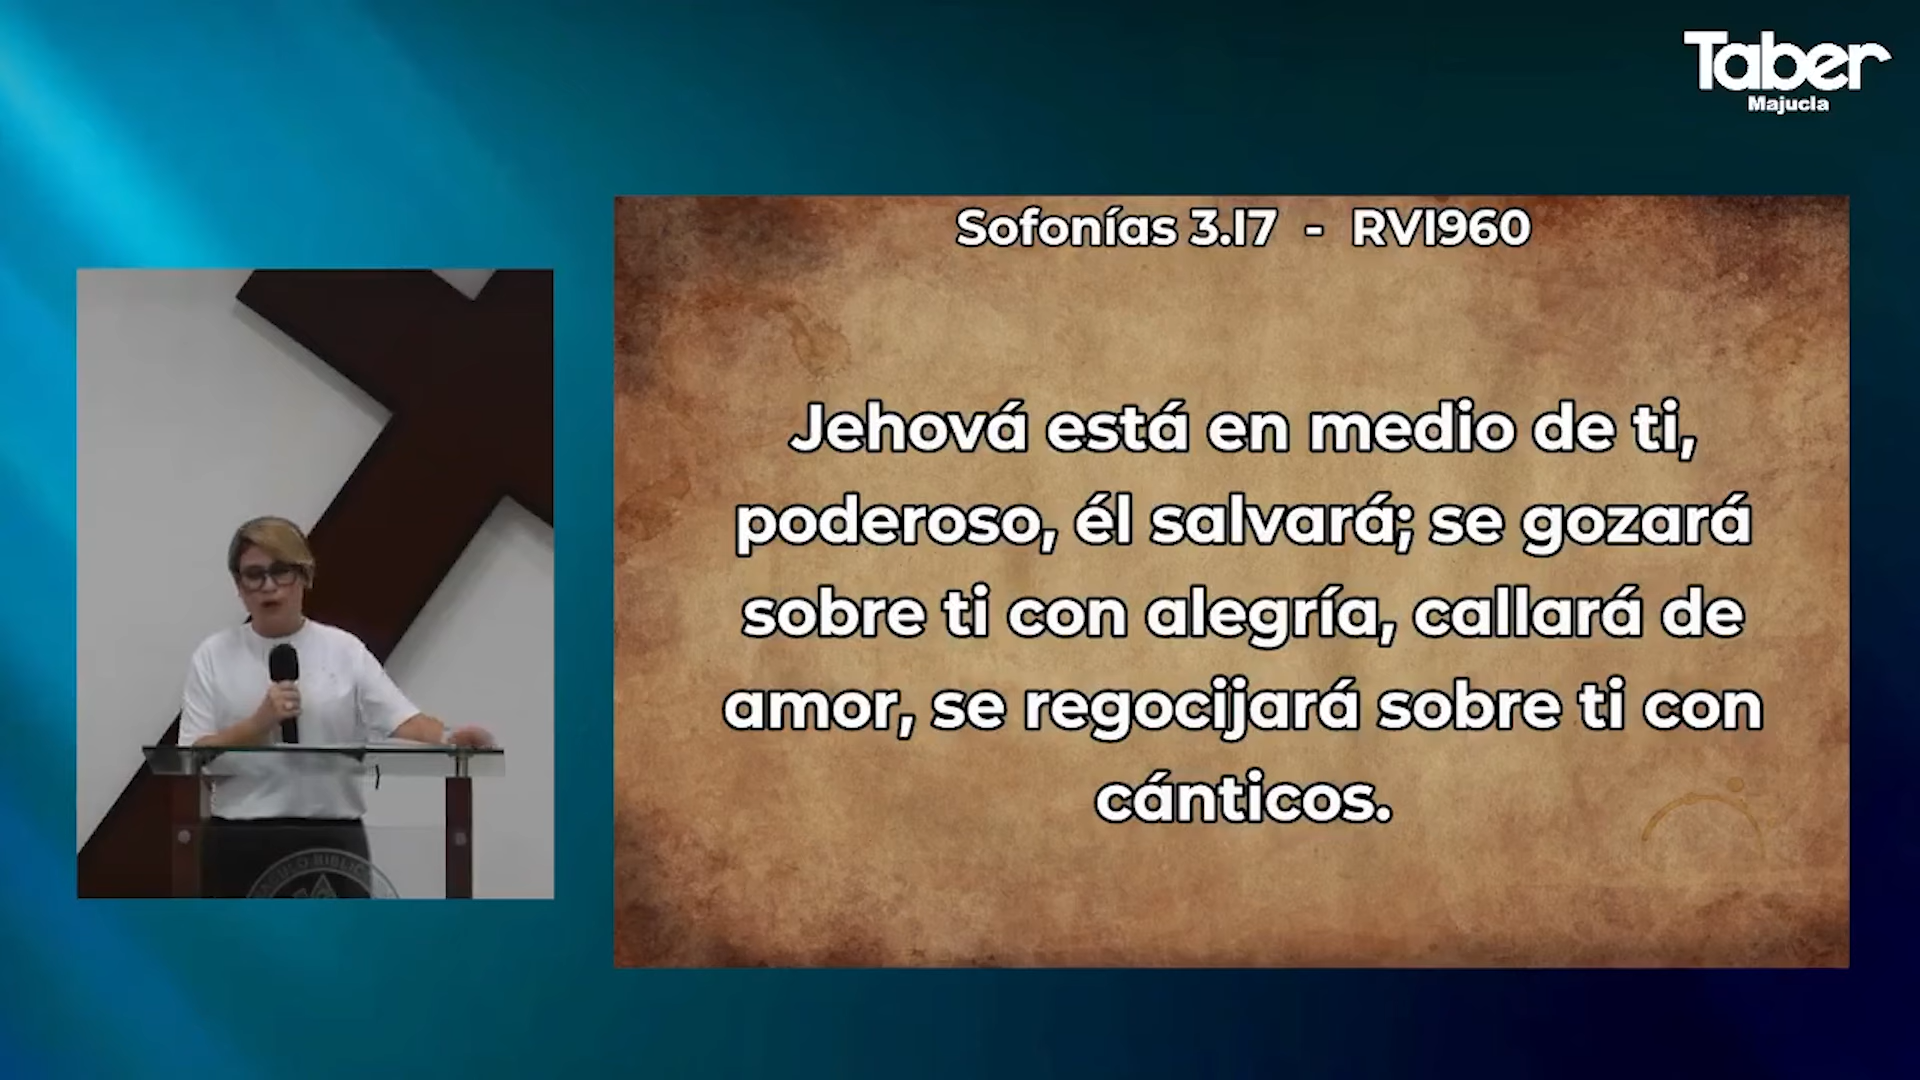 Taber
Majucla
Sofonías 3.17 - RV1960
Jehová está en medio de ti,
poderoso, él salvará; se gozará
sobre ti con alegría, callará de
amor, se regocijará sobre ti con
cánticos.
BIBLICO